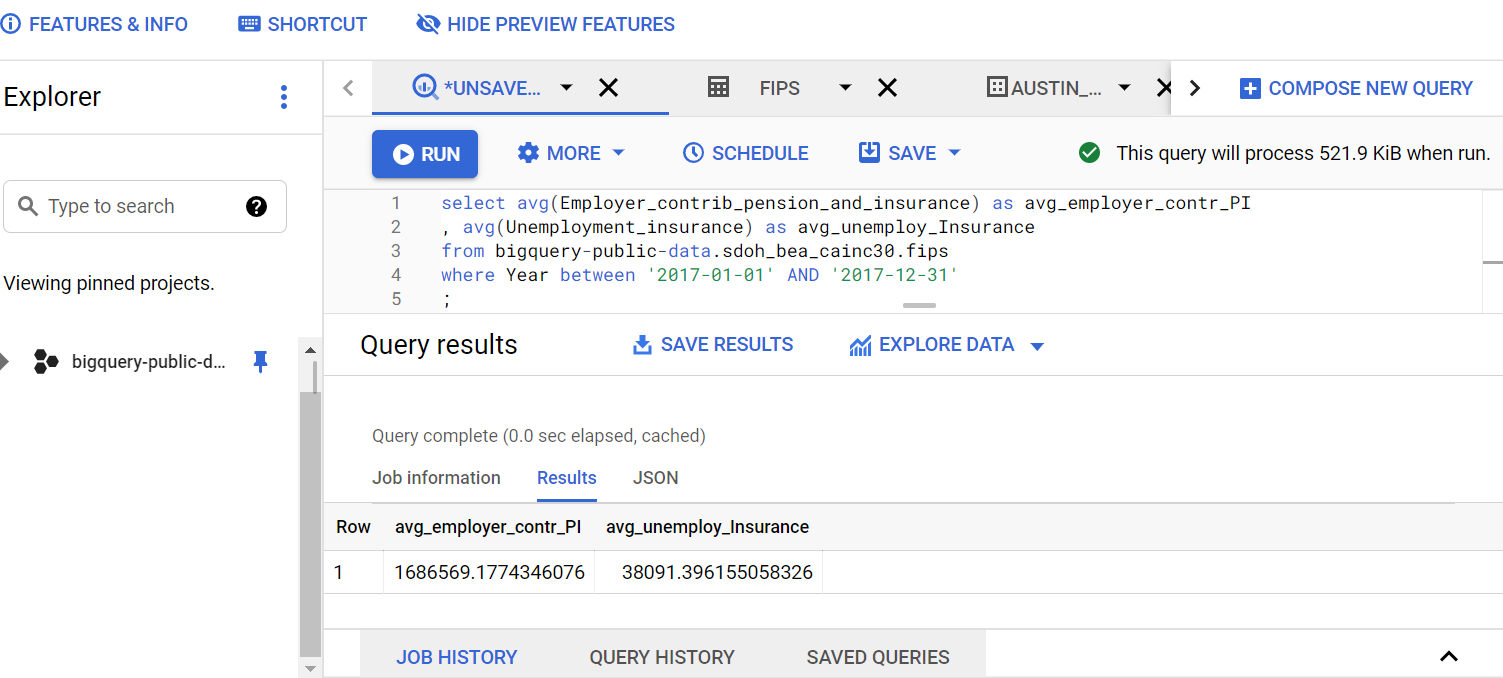 FEATURES & INFO SHORTCUT HIDE PREVIEW FEATURES
Explorer
Type to search
Viewing pinned projects.
bigquery-public-d...
*UNSAVE... FIPS AUSTIN_... COMPOSE NEW QUERY
RUN MORE SCHEDULE SAVE This query will process 521.9 KiB when run.
1 select avg(Employer_contrib_pension_and_insurance) as avg_employer_contr_PI
2 , avg(Unemployment_insurance) as avg_unemploy_Insurance
3 from bigquery-public-data.sdoh_bea_cainc30.fips
4 where Year between '2017-01-01' AND '2017-12-31'
5 ;
Query results SAVE RESULTS EXPLORE DATA
Query complete (0.0 sec elapsed, cached)
Job information Results JSON
Row avg_employer_contr_PI avg_unemploy_Insurance
1 1686569.1774346076 38091.396155058326
JOB HISTORY QUERY HISTORY SAVED QUERIES